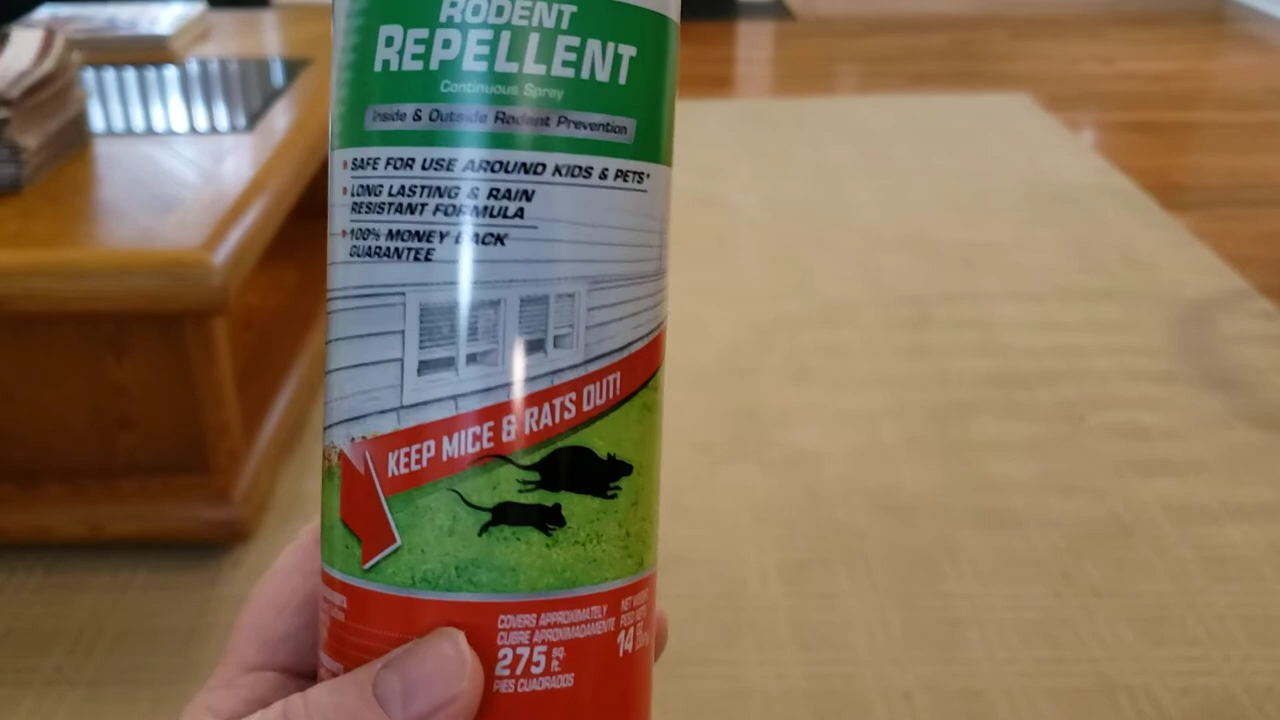 RODENT
REPELLENT
Continuous Spray
Inside & Outside Rodent Prevention
SAFE FOR USE AROUND KIDS & PETS*
LONG LASTING & RAIN
RESISTANT FORMULA
100% MONEY BACK
GUARANTEE
KEEP MICE & RATS OUT!
COVERS APPROXIMATELY
CUBRE APROXIMADAMENTE
275 sq. ft.
PIES CUADRADOS
NET
PESO
14